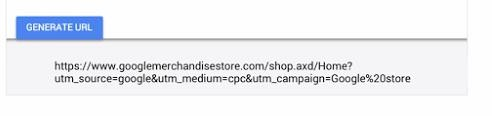 GENERATE URL
https://www.googlemerchandisestore.com/shop.axd/Home?
utm_source=google&utm_medium=cpc&utm_campaign=Google%20store